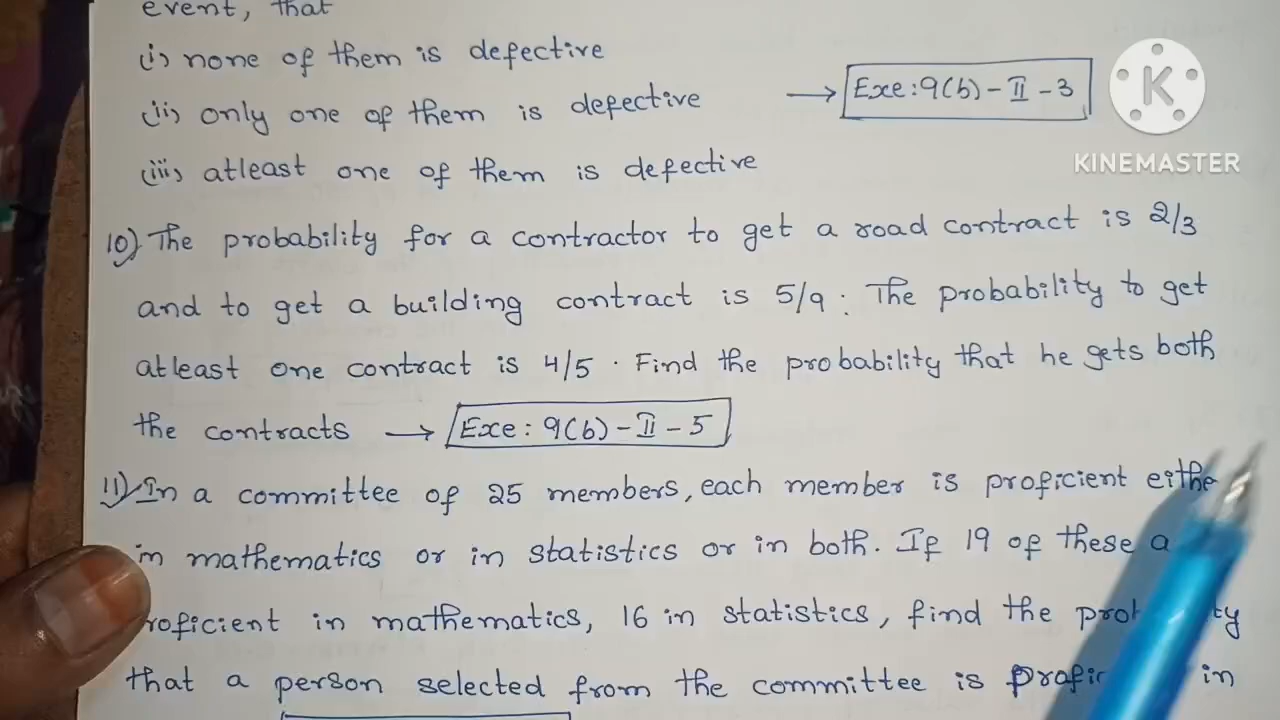 event, that
(i) none of them is defective
(ii) only one of them is defective → Exe: 9(b) - II - 3
(iii) atleast one of them is defective
K
KINEMASTER
10) The probability for a contractor to get a road contract is 2/3
and to get a building contract is 5/9. The probability to get
atleast one contract is 4/5. Find the probability that he gets both
the contracts → Exe: 9(b) - II - 5
11) In a committee of 25 members, each member is proficient eithe
in mathematics or in statistics or in both. If 19 of these a
roficient in mathematics, 16 in statistics, find the
that a person selected from the committee is in